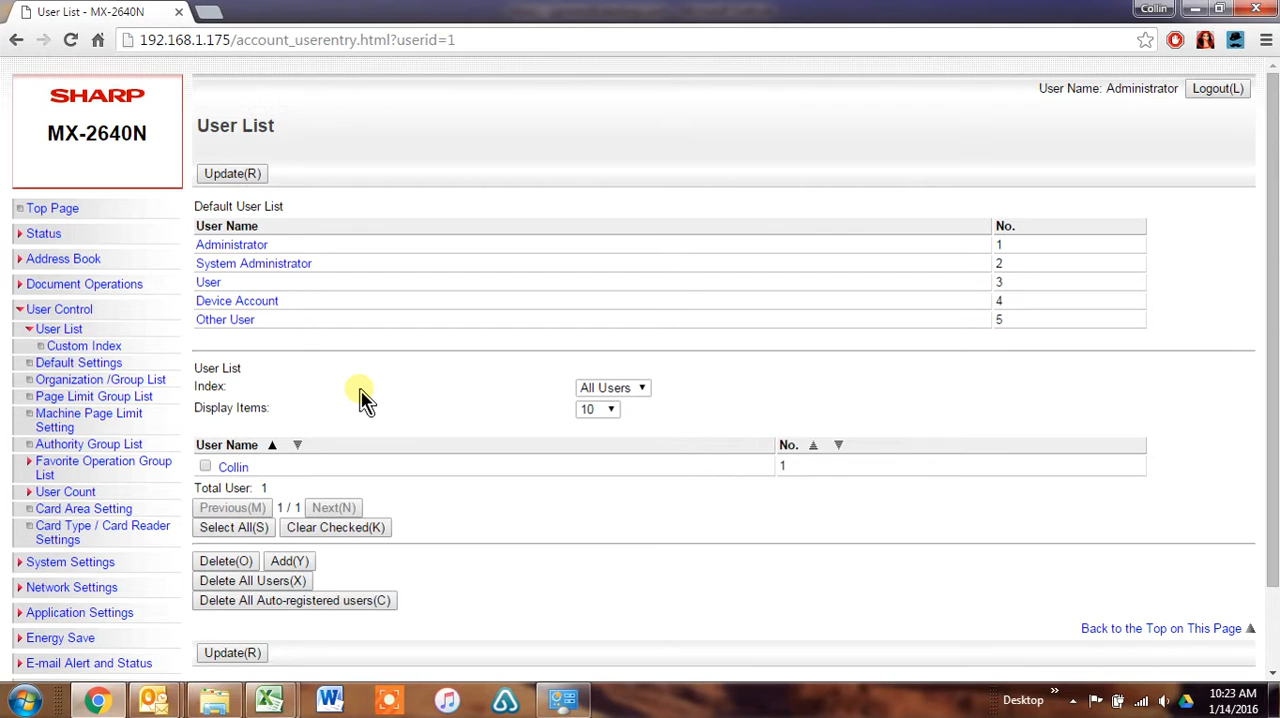 User List - MX-2640N
Collin
192.168.1.175/account_userentry.html?userid=1
SHARP
MX-2640N
User Name: Administrator Logout(L)
User List
Update(R)
Top Page
Status
Address Book
Document Operations
User Control
User List
Custom Index
Default Settings
Organization /Group List
Page Limit Group List
Machine Page Limit
Setting
Authority Group List
Favorite Operation Group
List
User Count
Card Area Setting
Card Type / Card Reader
Settings
System Settings
Network Settings
Application Settings
Energy Save
E-mail Alert and Status
Default User List
User Name No.
Administrator 1
System Administrator 2
User 3
Device Account 4
Other User 5
User List
Index: All Users
Display Items: 10
User Name No.
Collin 1
Total User: 1
Previous(M) 1 / 1 Next(N)
Select All(S) Clear Checked(K)
Delete(O) Add(Y)
Delete All Users(X)
Delete All Auto-registered users(C)
Back to the Top on This Page
Update(R)
Desktop
10:23 AM
1/14/2016